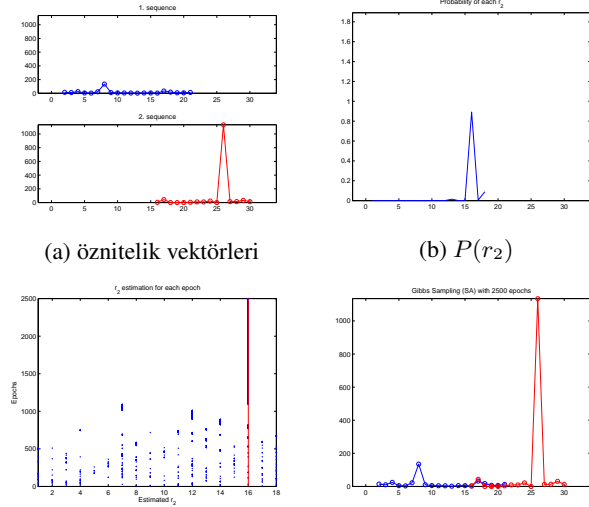 1. sequence
1000
800
600
400
200
0
0 5 10 15 20 25 30
2. sequence
1000
800
600
400
200
0
0 5 10 15 20 25 30
(a) öznitelik vektörleri
Probability of each r2
1.8
1.6
1.4
1.2
1
0.8
0.6
0.4
0.2
0
0 5 10 15 20 25 30
(b) P(r2)
r2 estimation for each epoch
2500
2000
1500
1000
500
0
Epochs
2 4 6 8 10 12 14 16 18
Estimated r2
Gibbs Sampling (SA) with 2500 epochs
1000
800
600
400
200
0
0 5 10 15 20 25 30